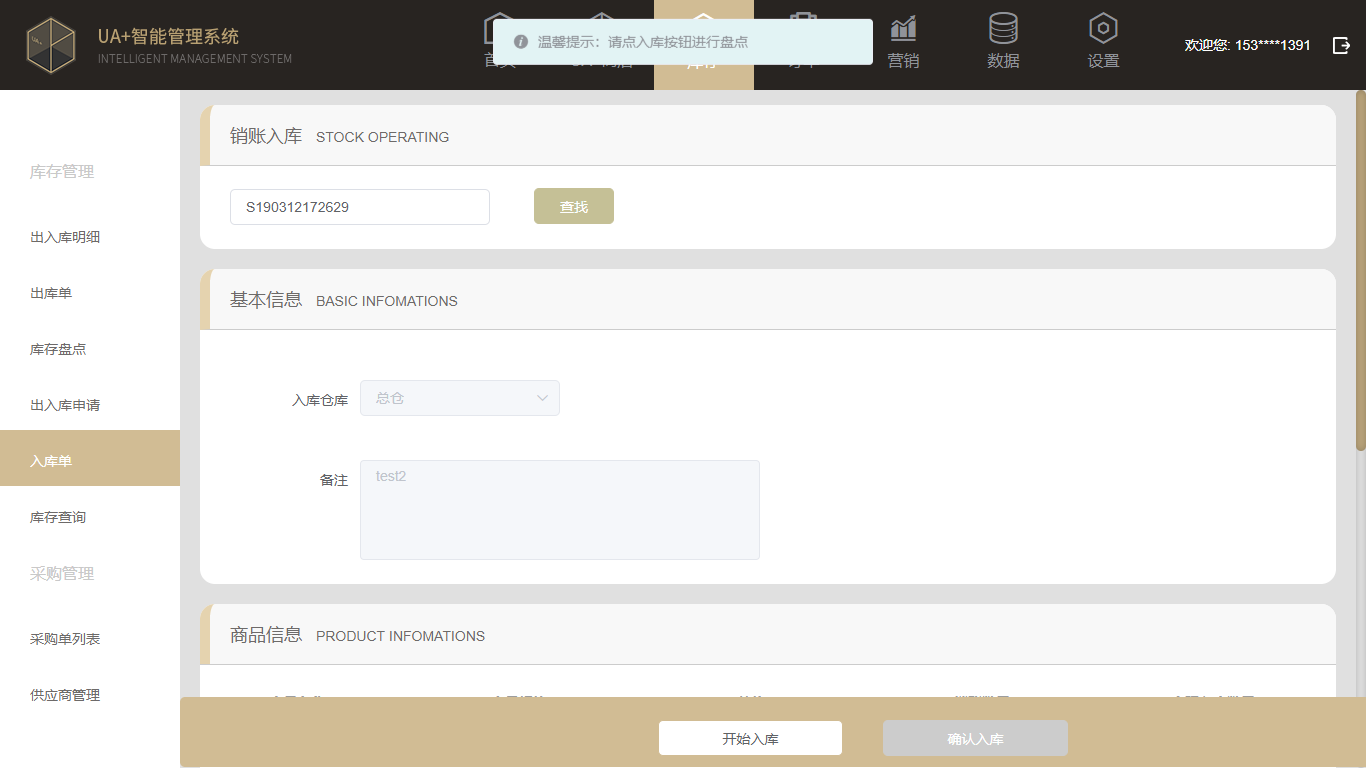 UA+智能管理系统
INTELLIGENT MANAGEMENT SYSTEM
温馨提示：请点入库按钮进行盘点
营销
数据
设置
欢迎您: 153****1391
库存管理
出入库明细
出库单
库存盘点
出入库申请
入库单
库存查询
采购管理
采购单列表
供应商管理
销账入库 STOCK OPERATING
S190312172629
查找
基本信息 BASIC INFOMATIONS
入库仓库
总仓
备注
test2
商品信息 PRODUCT INFOMATIONS
开始入库
确认入库